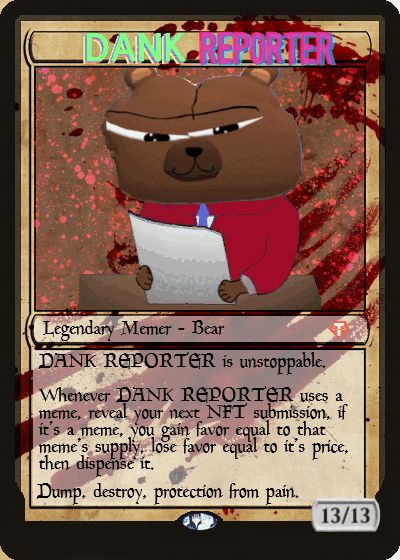 DANK REPORTER
Legendary Memer - Bear
DANK REPORTER is unstoppable.
Whenever DANK REPORTER uses a
meme, reveal your next NFT submission, if
it's a meme, you gain favor equal to that
meme's supply, lose favor equal to it's price,
then dispense it.
Dump, destroy, protection from pain.
13/13